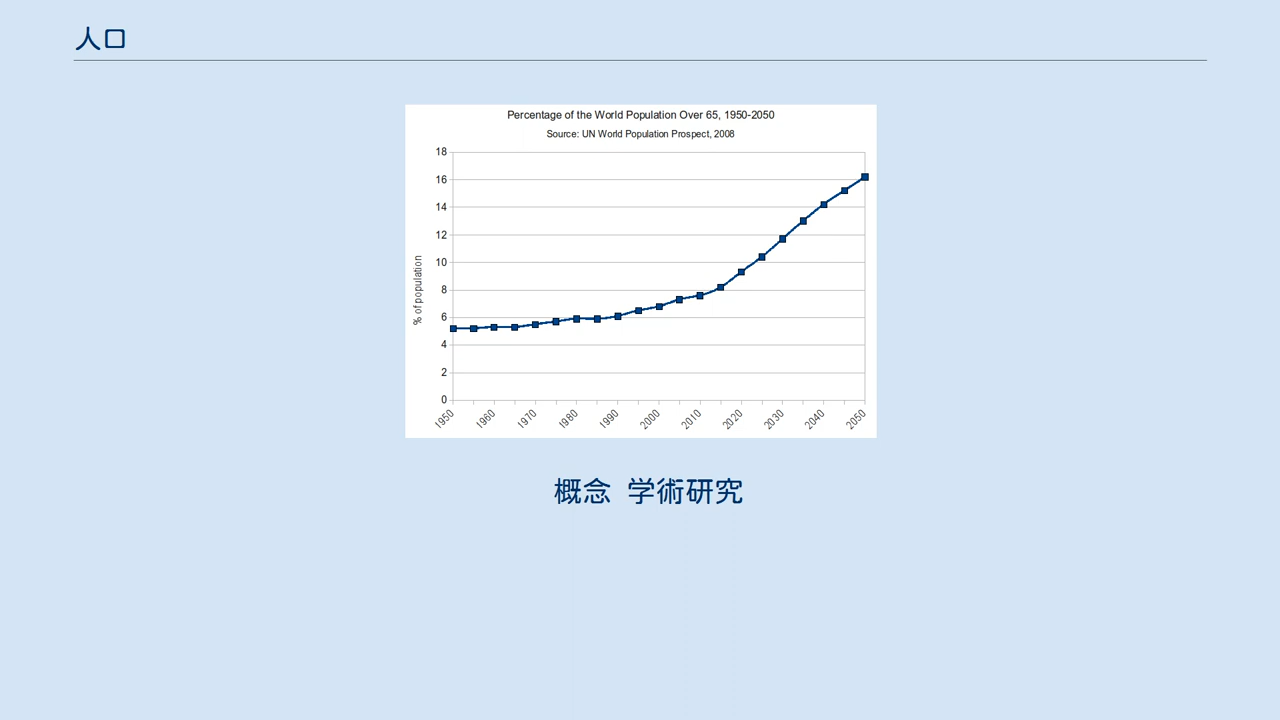 人口
Percentage of the World Population Over 65, 1950-2050
Source: UN World Population Prospect, 2008
18
16
14
12
10
8
6
4
2
0
% of population
1950 1960 1970 1980 1990 2000 2010 2020 2030 2040 2050
概念 学術研究